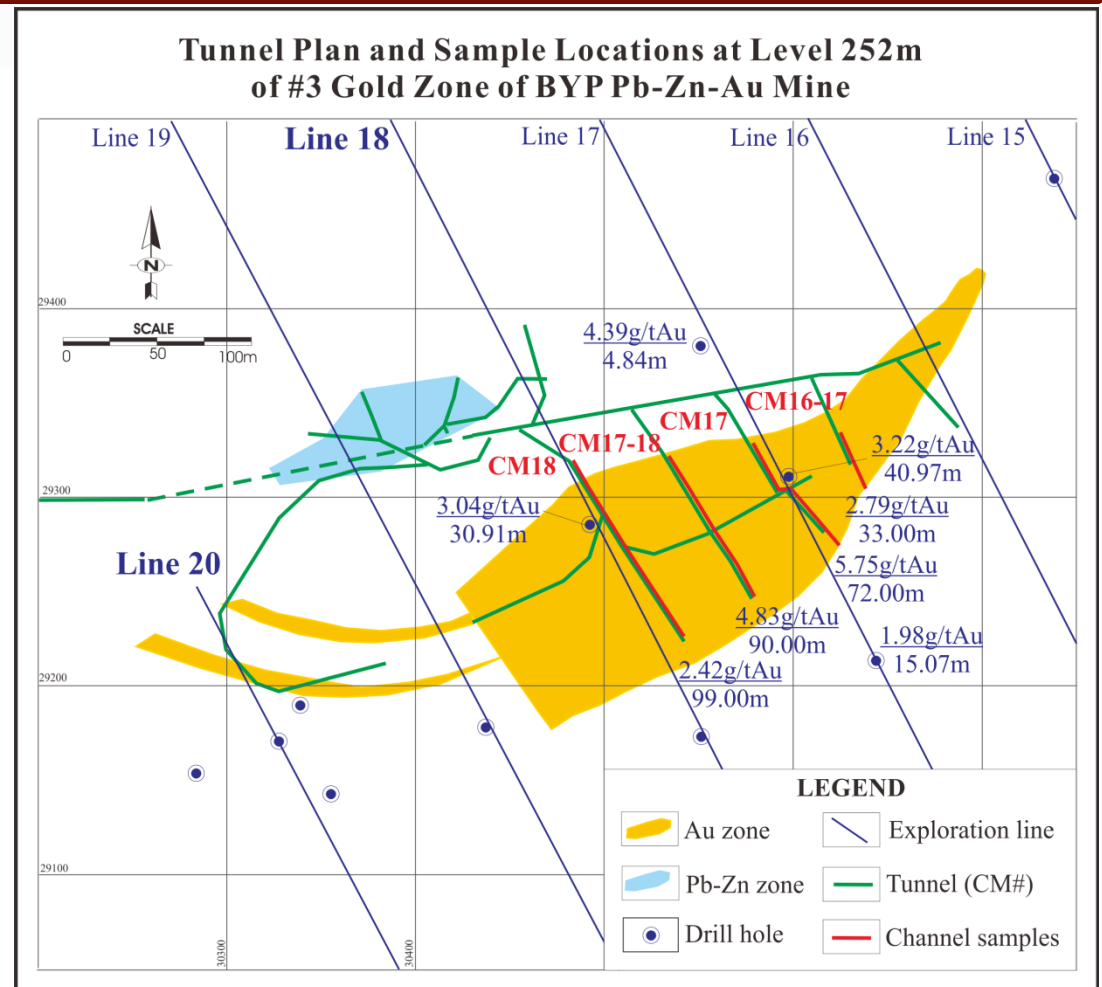 Tunnel Plan and Sample Locations at Level 252m
of #3 Gold Zone of BYP Pb-Zn-Au Mine
Line 19
Line 18
Line 17
Line 16
Line 15
N
29400
SCALE
0 50 100m
4.39g/tAu
4.84m
CM16-17
CM17
CM17-18
CM18
3.22g/tAu
40.97m
29300
3.04g/tAu
30.91m
2.79g/tAu
33.00m
Line 20
5.75g/tAu
72.00m
4.83g/tAu
90.00m
1.98g/tAu
15.07m
2.42g/tAu
99.00m
29200
LEGEND
Au zone
Exploration line
Pb-Zn zone
Tunnel (CM#)
Drill hole
Channel samples
29100
30300
30400